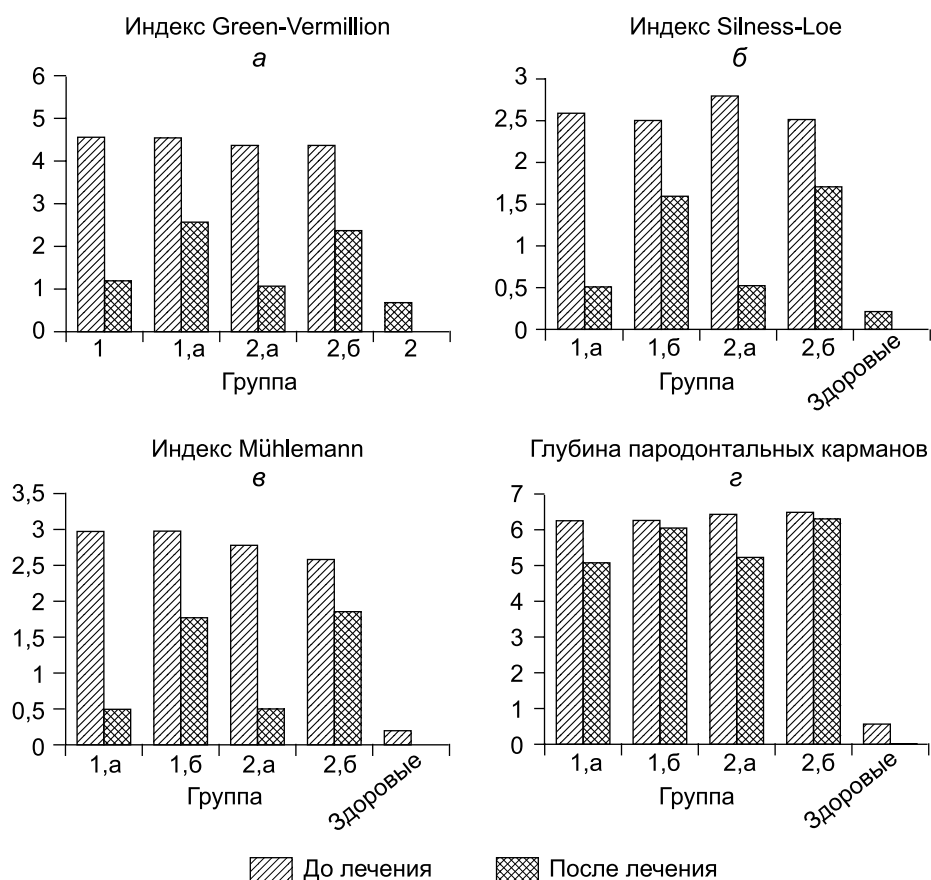 Индекс Green-Vermillion
а
6
5
4
3
2
1
0
1
1,а
2,а
2,б
2
Группа
Индекс Silness-Loe
б
3
2,5
2
1,5
1
0,5
0
1,а
1,б
2,а
2,б
Здоровые
Группа
Индекс Mühlemann
в
3,5
3
2,5
2
1,5
1
0,5
0
1,а
1,б
2,а
2,б
Здоровые
Группа
Глубина пародонтальных карманов
г
7
6
5
4
3
2
1
0
1,а
1,б
2,а
2,б
Здоровые
Группа
До лечения
После лечения